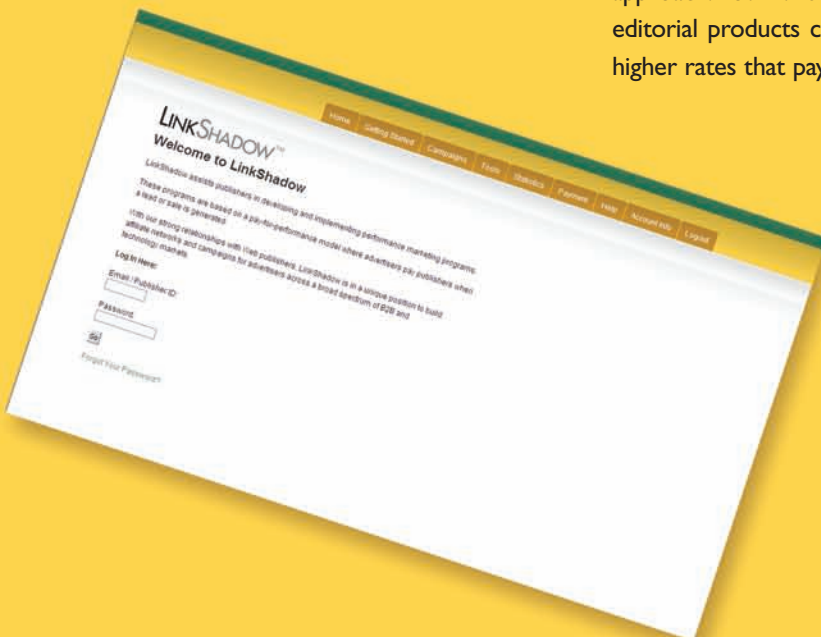 editorial products c
higher rates that pay
LINKSHADOW™
Home Getting Started Campaigns Tools Statistics Payment Help Account Info Logout
Welcome to LinkShadow
LinkShadow assists publishers in developing and implementing performance marketing programs.
These programs are based on a pay-for-performance model where advertisers pay publishers when
a lead or sale is generated.
With our strong relationships with Web publishers, LinkShadow is in a unique position to build
affiliate networks and campaigns for advertisers across a broad spectrum of B2B and
technology markets.
Log In Here:
Email / Publisher ID:
Password:
Go
Forgot Your Password?